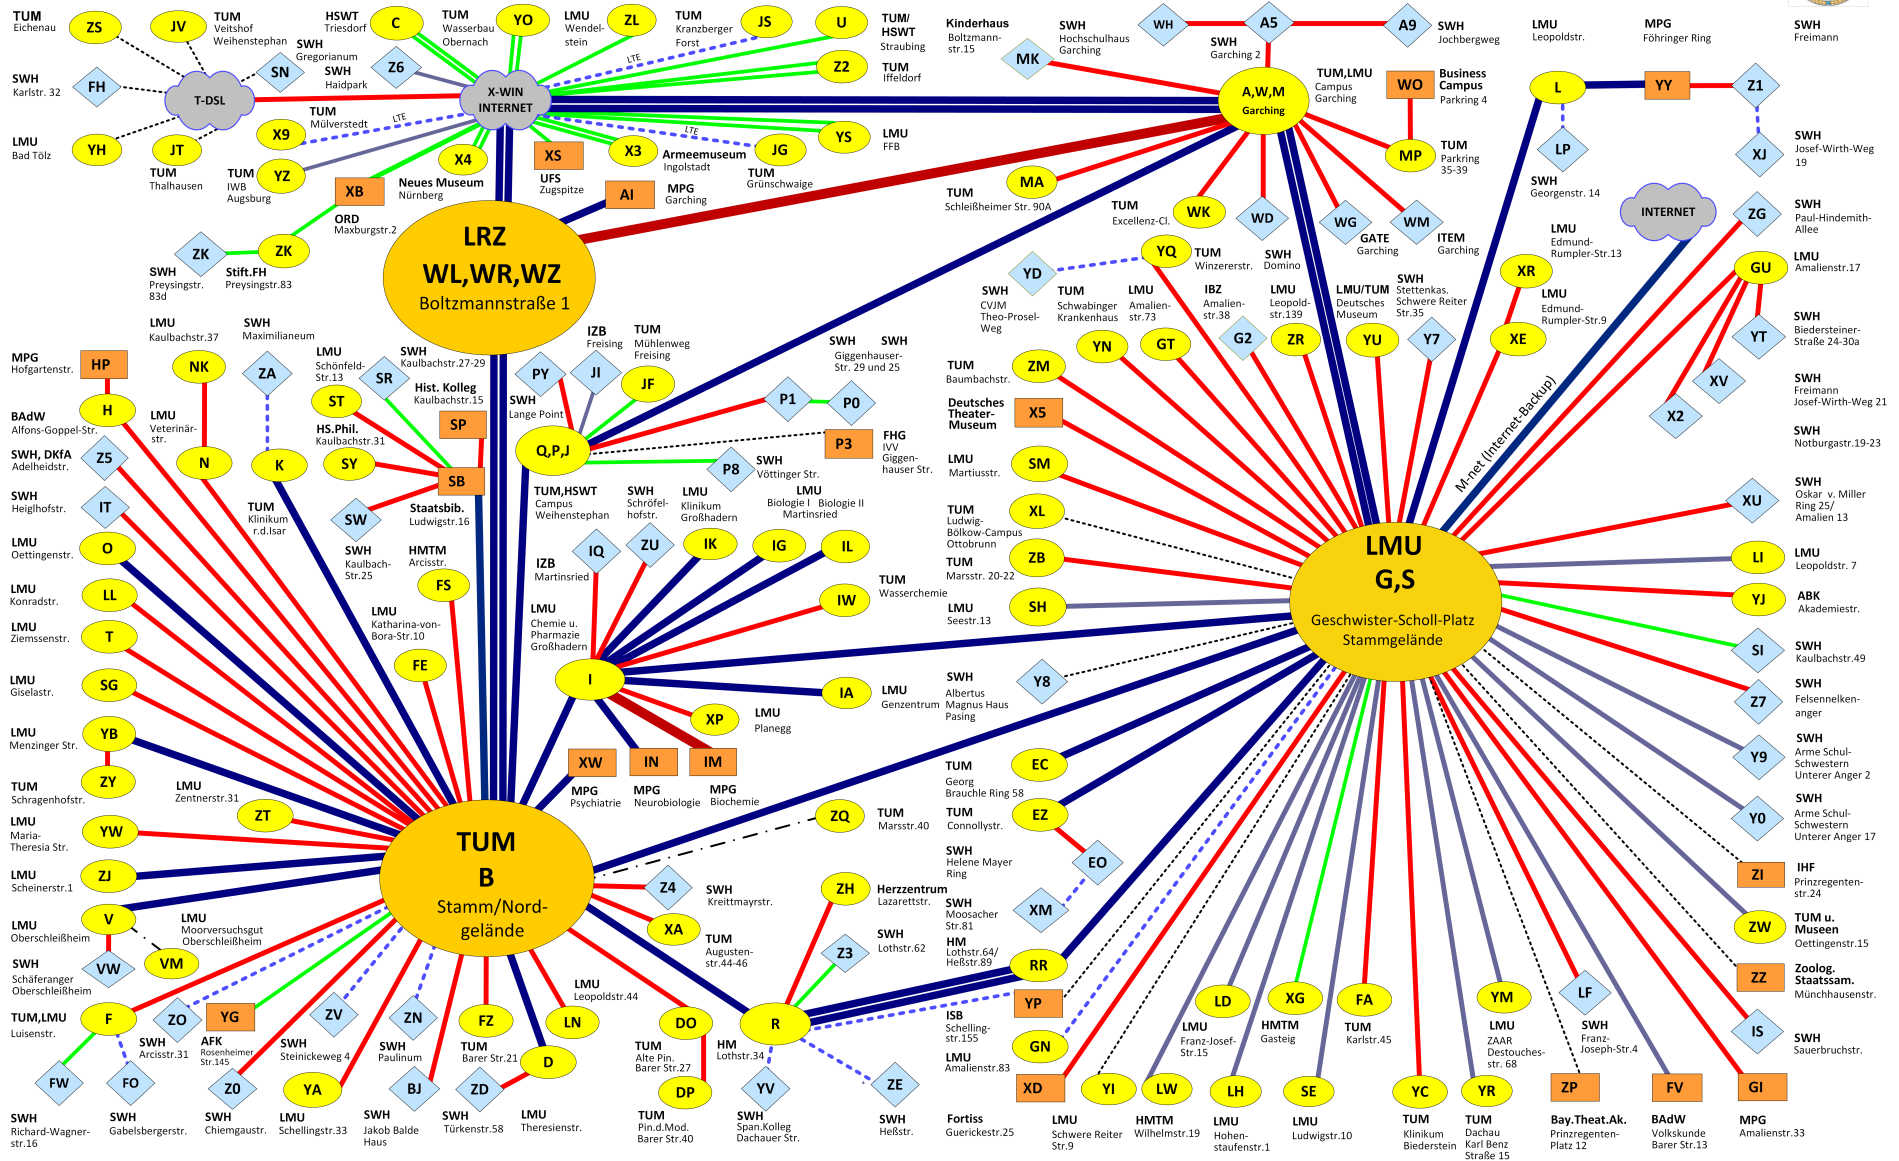 TUM
Eichenau
ZS
JV
TUM
Veitshof
Weihenstephan
SWH
Gregorianum
SN
HSWT
Triesdorf
C
SWH
Haidpark
Z6
TUM
Wasserbau
Obernach
YO
LMU
Wendel-
stein
ZL
TUM
Kranzberger
Forst
JS
LTE
U
TUM/
HSWT
Straubing
Z2
TUM
Iffeldorf
Kinderhaus
Boltzmann-
str.15
MK
SWH
Hochschulhaus
Garching
WH
A5
SWH
Garching 2
A9
SWH
Jochbergweg
LMU
Leopoldstr.
MPG
Föhringer Ring
SWH
Freimann
SWH
Karlstr. 32
FH
T-DSL
X-WIN
INTERNET
A,W,M
Garching
TUM,LMU
Campus
Garching
WO
Business
Campus
Parkring 4
L
YY
Z1
LMU
Bad Tölz
YH
JT
TUM
Thalhausen
TUM
Mülverstedt
X9
LTE
TUM
IWB
Augsburg
YZ
X4
Neues Museum
Nürnberg
XS
UFS
Zugspitze
X3
Armeemuseum
Ingolstadt
LTE
JG
TUM
Grünschwaige
YS
LMU
FFB
MP
TUM
Parkring
35-39
LP
SWH
Georgenstr. 14
XJ
SWH
Josef-Wirth-Weg
19
XB
ORD
Maxburgstr.2
AI
MPG
Garching
TUM
Schleißheimer Str. 90A
MA
TUM
Excellenz-Cl.
WK
WD
SWH
Domino
WG
GATE
Garching
WM
ITEM
Garching
INTERNET
ZG
SWH
Paul-Hindemith-
Allee
ZK
SWH
Preysingstr.
83d
ZK
Stift.FH
Preysingstr.83
LRZ
WL,WR,WZ
Boltzmannstraße 1
YD
SWH
CVJM
Theo-Prosel-
Weg
YQ
TUM
Winzererstr.
TUM
Schwabinger
Krankenhaus
LMU
Amalien-
str.73
IBZ
Amalien-
str.38
LMU
Leopold-
str.139
LMU/TUM
Deutsches
Museum
SWH
Stettenkas.
Schwere Reiter
Str.35
LMU
Edmund-
Rumpler-Str.13
XR
LMU
Edmund-
Rumpler-Str.9
XE
GU
LMU
Amalienstr.17
YT
SWH
Biedersteiner-
Straße 24-30a
XV
SWH
Freimann
Josef-Wirth-Weg 21
X2
SWH
Notburgastr.19-23
M-net (Internet-Backup)
YN
GT
G2
ZR
YU
Y7
MPG
Hofgartenstr.
HP
LMU
Kaulbachstr.37
NK
SWH
Maximilianeum
ZA
LMU
Schönfeld-
Str.13
ST
SWH
Kaulbachstr.27-29
SR
Hist. Kolleg
Kaulbachstr.15
SP
PY
SWH
Lange Point
IZB
Freising
JI
TUM
Mühlenweg
Freising
JF
SWH SWH
Giggenhauser-
Str. 29 und 25
P1
P0
P3
FHG
IVV
Giggen-
hauser Str.
P8
SWH
Vöttinger Str.
Q,P,J
TUM,HSWT
Campus
Weihenstephan
BAdW
Alfons-Goppel-Str.
H
LMU
Veterinär-
str.
N
K
TUM
Klinikum
r.d.Isar
HS.Phil.
Kaulbachstr.31
SY
SW
SWH
Kaulbach-
Str.25
SB
Staatsbib.
Ludwigstr.16
SWH, DKfA
Adelheidstr.
Z5
SWH
Heiglhofstr.
IT
LMU
Oettingenstr.
O
LMU
Konradstr.
LL
LMU
Ziemssenstr.
T
LMU
Giselastr.
SG
LMU
Menzinger Str.
YB
TUM
Schragenhofstr.
ZY
LMU
Maria-
Theresia Str.
YW
LMU
Zentnerstr.31
ZT
LMU
Scheinerstr.1
ZJ
HMTM
Arcisstr.
FS
LMU
Katharina-von-
Bora-Str.10
FE
IZB
Martinsried
IQ
SWH
Schröfel-
hofstr.
ZU
LMU
Klinikum
Großhadern
IK
LMU
Biologie I Biologie II
Martinsried
IG
IL
IW
TUM
Wasserchemie
LMU
Chemie u.
Pharmazie
Großhadern
I
IA
LMU
Genzentrum
XP
LMU
Planegg
XW
MPG
Psychiatrie
IN
MPG
Neurobiologie
IM
MPG
Biochemie
TUM
Baumbachstr.
ZM
Deutsches
Theater-
Museum
X5
LMU
Martiusstr.
SM
TUM
Ludwig-
Bölkow-Campus
Ottobrunn
XL
TUM
Marsstr. 20-22
ZB
LMU
Seestr.13
SH
SWH
Albertus
Magnus Haus
Pasing
Y8
LMU
G,S
Geschwister-Scholl-Platz
Stammgelände
XU
SWH
Oskar v. Miller
Ring 25/
Amalien 13
LI
LMU
Leopoldstr. 7
YJ
ABK
Akademiestr.
SI
SWH
Kaulbachstr.49
Z7
SWH
Felsennelken-
anger
Y9
SWH
Arme Schul-
Schwestern
Unterer Anger 2
Y0
SWH
Arme Schul-
Schwestern
Unterer Anger 17
ZI
IHF
Prinzregenten-
str.24
ZW
TUM u.
Museen
Oettingenstr.15
ZZ
Zoolog.
Staatssam.
Münchhausenstr.
IS
SWH
Sauerbruchstr.
TUM
Georg
Brauchle Ring 58
EC
TUM
Connollystr.
EZ
SWH
Helene Mayer
Ring
EO
SWH
Moosacher
Str.81
XM
HM
Lothstr.64/
Heßstr.89
RR
YP
ISB
Schelling-
str.155
GN
LMU
Amalienstr.83
XD
Fortiss
Guerickestr.25
TUM
B
Stamm/Nord-
gelände
ZQ
TUM
Marsstr.40
Z4
SWH
Kreittmayrstr.
XA
TUM
Augusten-
str.44-46
ZH
Herzzentrum
Lazarettstr.
Z3
SWH
Lothstr.62
R
HM
Lothstr.34
V
LMU
Oberschleißheim
LMU
Moorversuchsgut
Oberschleißheim
VM
VW
SWH
Schäferanger
Oberschleißheim
F
TUM,LMU
Luisenstr.
FW
SWH
Richard-Wagner-
str.16
FO
SWH
Gabelsbergerstr.
ZO
SWH
Arcisstr.31
YG
AFK
Rosenheimer
Str.145
Z0
SWH
Chiemgaustr.
ZV
SWH
Steinickeweg 4
YA
LMU
Schellingstr.33
ZN
SWH
Paulinum
BJ
SWH
Jakob Balde
Haus
FZ
TUM
Barer Str.21
ZD
SWH
Türkenstr.58
D
LMU
Theresienstr.
LN
LMU
Leopoldstr.44
DO
TUM
Alte Pin.
Barer Str.27
DP
TUM
Pin.d.Mod.
Barer Str.40
YV
SWH
Span.Kolleg
Dachauer Str.
ZE
SWH
Heßstr.
YI
LMU
Schwere Reiter
Str.9
LW
HMTM
Wilhelmstr.19
LD
LMU
Franz-Josef-
Str.15
LH
LMU
Hohen-
staufenstr.1
XG
HMTM
Gasteig
SE
LMU
Ludwigstr.10
FA
TUM
Karlstr.45
YC
TUM
Klinikum
Biederstein
YM
LMU
ZAAR
Destouches-
str. 68
YR
TUM
Dachau
Karl Benz
Straße 15
LF
SWH
Franz-
Joseph-Str.4
ZP
Bay.Theat.Ak.
Prinzregenten-
Platz 12
FV
BAdW
Volkskunde
Barer Str.13
GI
MPG
Amalienstr.33